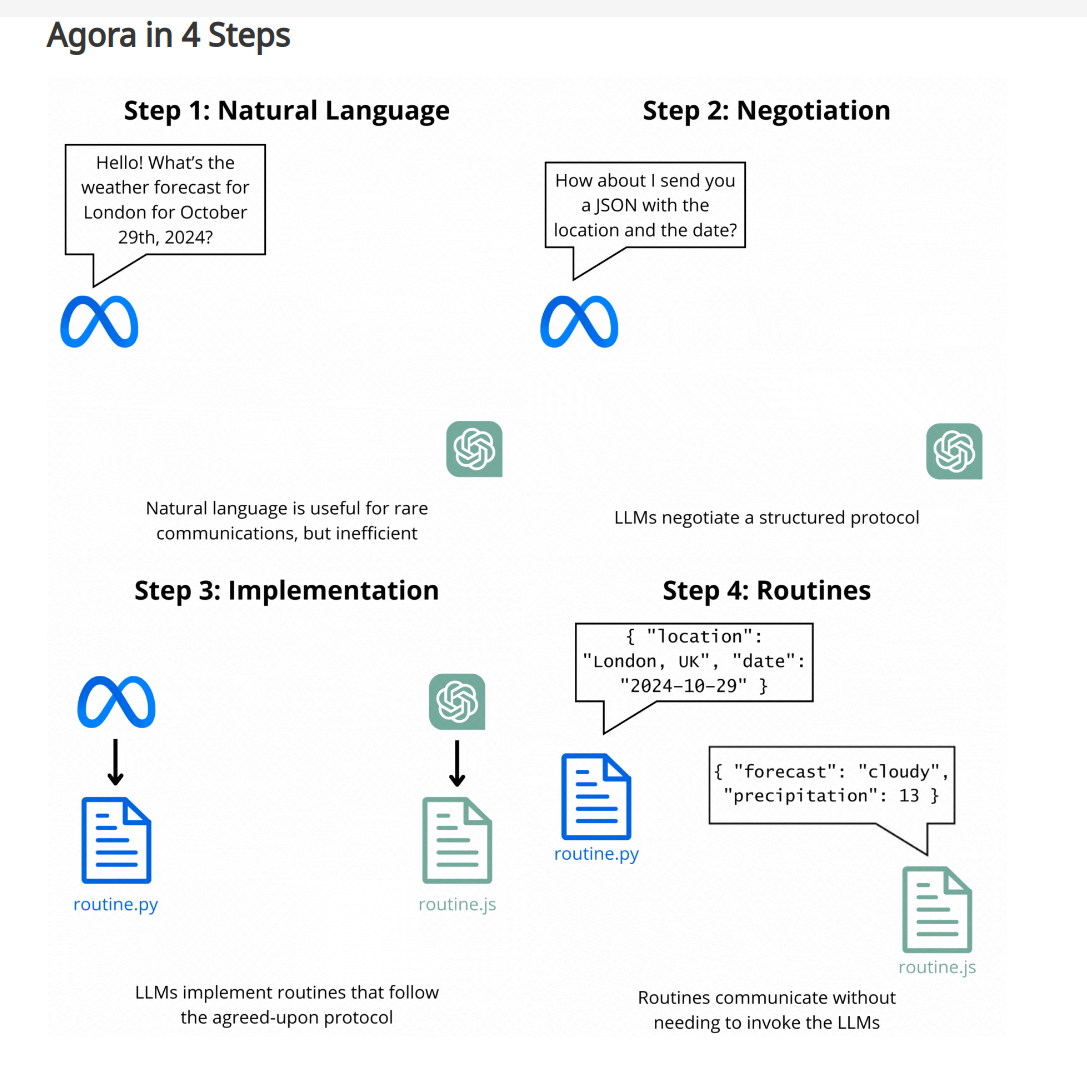 Agora in 4 Steps
Step 1: Natural Language
Hello! What's the
weather forecast for
London for October
29th, 2024?
Natural language is useful for rare
communications, but inefficient
Step 2: Negotiation
How about I send you
a JSON with the
location and the date?
LLMs negotiate a structured protocol
Step 3: Implementation
routine.py
routine.js
LLMs implement routines that follow
the agreed-upon protocol
Step 4: Routines
{ "location":
"London, UK", "date":
"2024-10-29" }
{ "forecast": "cloudy",
"precipitation": 13 }
routine.py
routine.js
Routines communicate without
needing to invoke the LLMs